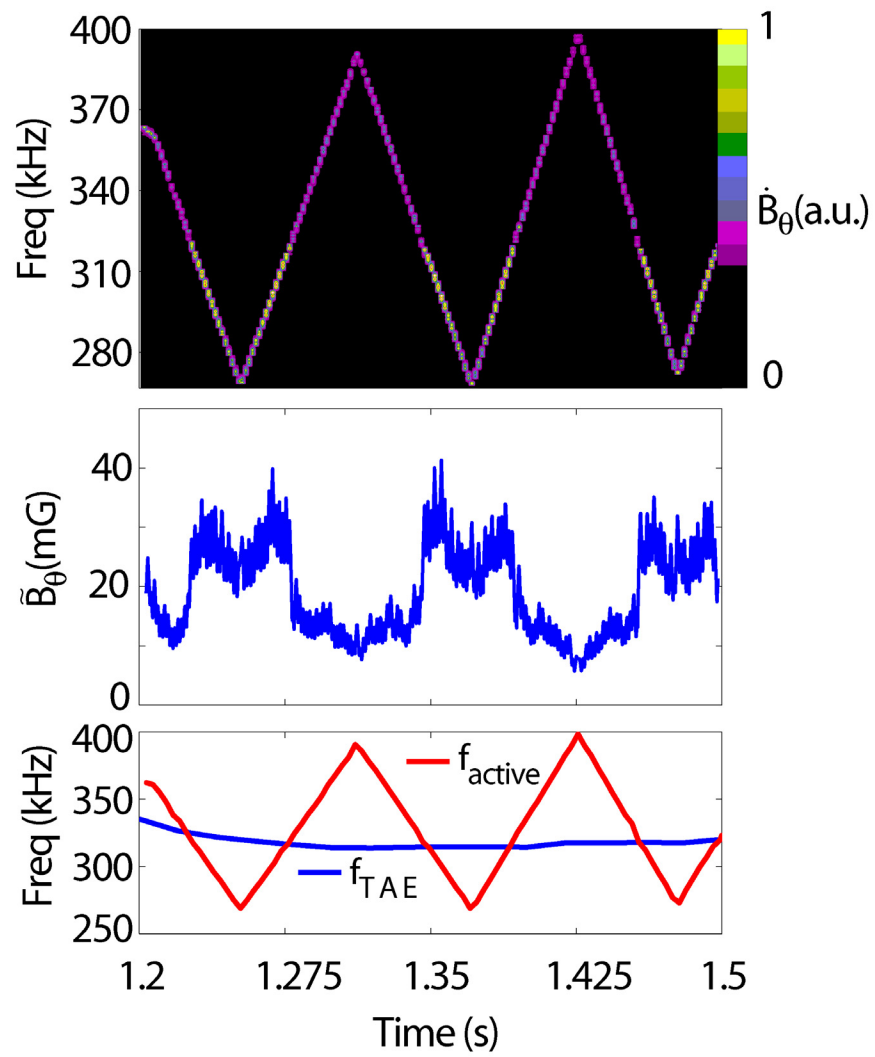 400
370
340
310
280
Freq (kHz)
1
Ḃθ(a.u.)
0
40
20
0
B̃θ(mG)
400
350
300
250
Freq (kHz)
factive
fTAE
1.2 1.275 1.35 1.425 1.5
Time (s)